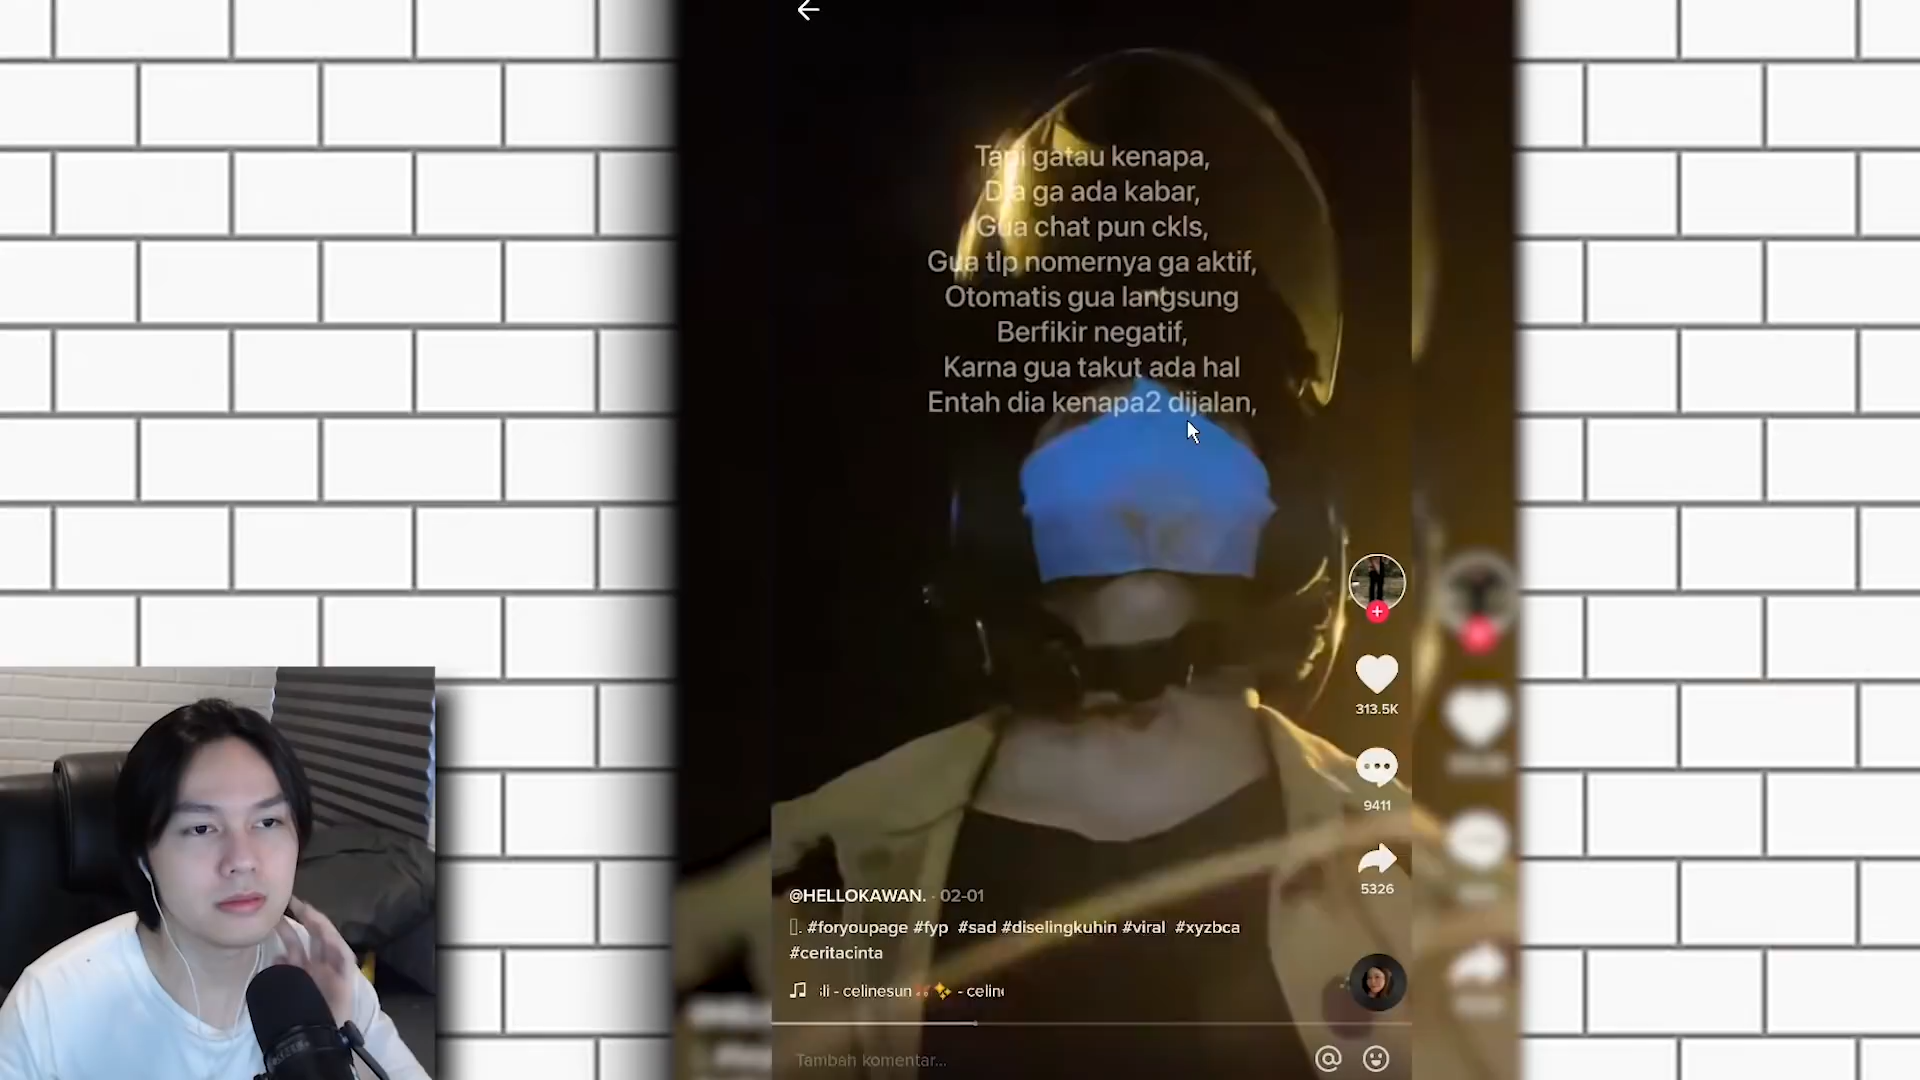 Tapi gatau kenapa,
Dia ga ada kabar,
Gua chat pun ckls,
Gua tlp nomernya ga aktif,
Otomatis gua langsung
Berfikir negatif,
Karna gua takut ada hal
Entah dia kenapa2 dijalan,
313.5K
9411
5326
@HELLOKAWAN. · 02-01
. #foryoupage #fyp #sad #diselingkuhin #viral #xyzbca
#ceritacinta
- celinesun - celine
Tambah komentar...